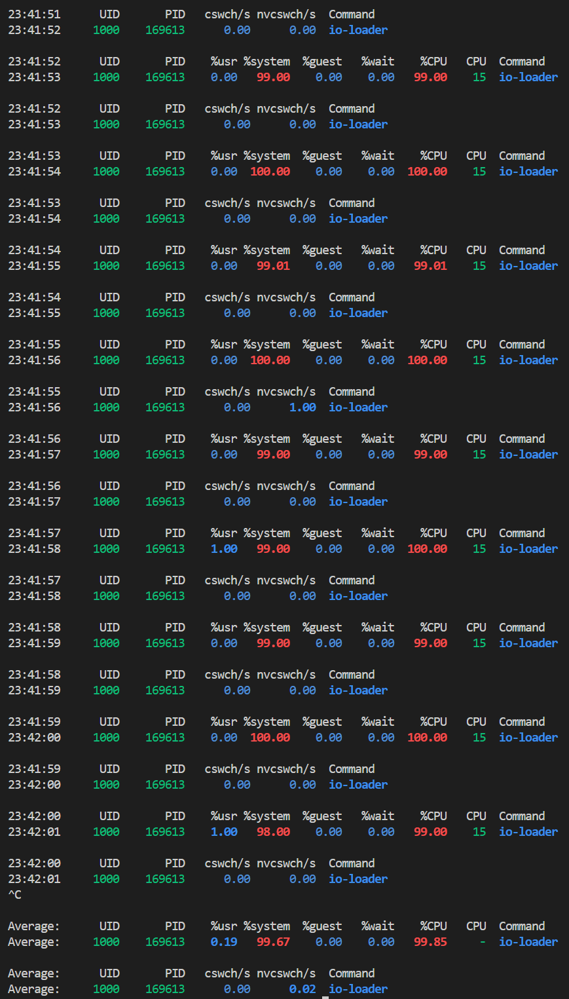 23:41:51      UID       PID   cswch/s nvcswch/s  Command
23:41:52     1000    169613      0.00      0.00  io-loader

23:41:52      UID       PID    %usr %system  %guest   %wait    %CPU   CPU  Command
23:41:53     1000    169613    0.00   99.00    0.00    0.00   99.00    15  io-loader

23:41:52      UID       PID   cswch/s nvcswch/s  Command
23:41:53     1000    169613      0.00      0.00  io-loader

23:41:53      UID       PID    %usr %system  %guest   %wait    %CPU   CPU  Command
23:41:54     1000    169613    0.00  100.00    0.00    0.00  100.00    15  io-loader

23:41:53      UID       PID   cswch/s nvcswch/s  Command
23:41:54     1000    169613      0.00      0.00  io-loader

23:41:54      UID       PID    %usr %system  %guest   %wait    %CPU   CPU  Command
23:41:55     1000    169613    0.00   99.01    0.00    0.00   99.01    15  io-loader

23:41:54      UID       PID   cswch/s nvcswch/s  Command
23:41:55     1000    169613      0.00      0.00  io-loader

23:41:55      UID       PID    %usr %system  %guest   %wait    %CPU   CPU  Command
23:41:56     1000    169613    0.00  100.00    0.00    0.00  100.00    15  io-loader

23:41:55      UID       PID   cswch/s nvcswch/s  Command
23:41:56     1000    169613      0.00      1.00  io-loader

23:41:56      UID       PID    %usr %system  %guest   %wait    %CPU   CPU  Command
23:41:57     1000    169613    0.00   99.00    0.00    0.00   99.00    15  io-loader

23:41:56      UID       PID   cswch/s nvcswch/s  Command
23:41:57     1000    169613      0.00      0.00  io-loader

23:41:57      UID       PID    %usr %system  %guest   %wait    %CPU   CPU  Command
23:41:58     1000    169613    1.00   99.00    0.00    0.00  100.00    15  io-loader

23:41:57      UID       PID   cswch/s nvcswch/s  Command
23:41:58     1000    169613      0.00      0.00  io-loader

23:41:58      UID       PID    %usr %system  %guest   %wait    %CPU   CPU  Command
23:41:59     1000    169613    0.00   99.00    0.00    0.00   99.00    15  io-loader

23:41:58      UID       PID   cswch/s nvcswch/s  Command
23:41:59     1000    169613      0.00      0.00  io-loader

23:41:59      UID       PID    %usr %system  %guest   %wait    %CPU   CPU  Command
23:42:00     1000    169613    0.00  100.00    0.00    0.00  100.00    15  io-loader

23:41:59      UID       PID   cswch/s nvcswch/s  Command
23:42:00     1000    169613      0.00      0.00  io-loader

23:42:00      UID       PID    %usr %system  %guest   %wait    %CPU   CPU  Command
23:42:01     1000    169613    1.00   98.00    0.00    0.00   99.00    15  io-loader

23:42:00      UID       PID   cswch/s nvcswch/s  Command
23:42:01     1000    169613      0.00      0.00  io-loader
^C

Average:      UID       PID    %usr %system  %guest   %wait    %CPU   CPU  Command
Average:     1000    169613    0.19   99.67    0.00    0.00   99.85     -  io-loader

Average:      UID       PID   cswch/s nvcswch/s  Command
Average:     1000    169613      0.00      0.02  io-loader